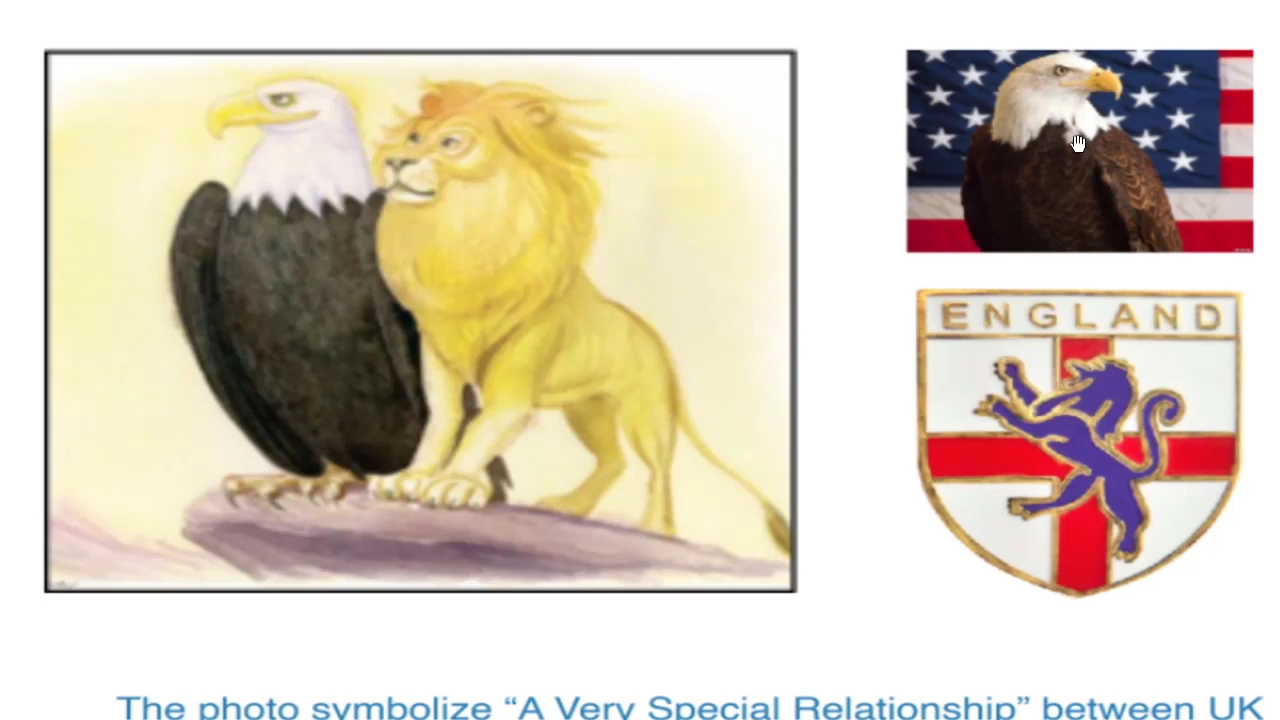 ENGLAND
The photo symbolize “A Very Special Relationship” between UK